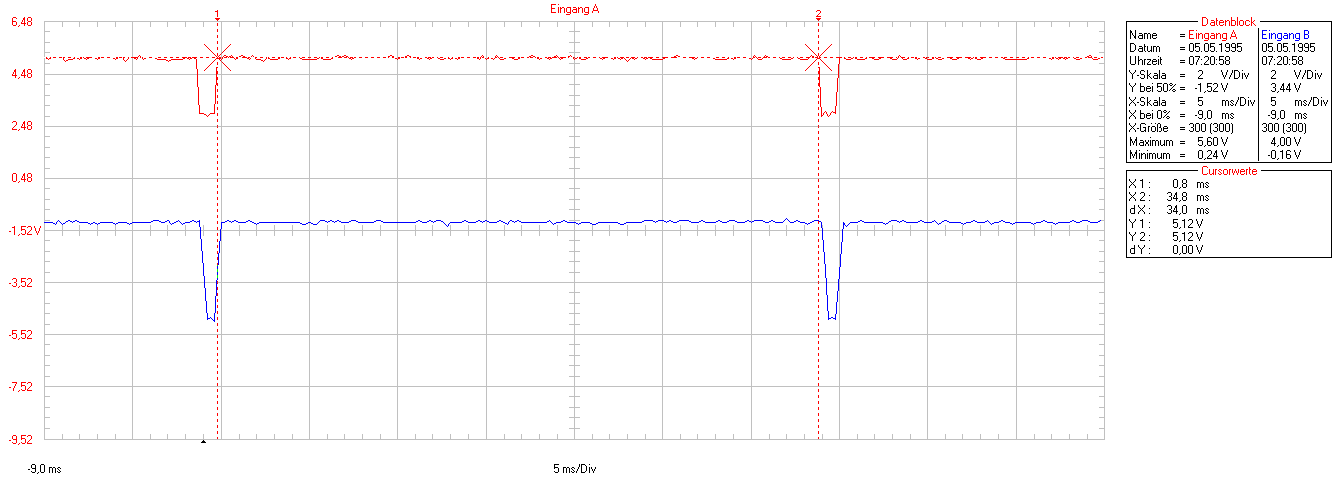 Eingang A
1
2
6,48
4,48
2,48
0,48
-1,52V
-3,52
-5,52
-7,52
-9,52
-9,0 ms
5 ms/Div
Datenblock
Name = Eingang A Eingang B
Datum = 05.05.1995 05.05.1995
Uhrzeit = 07:20:58 07:20:58
Y-Skala = 2 V/Div 2 V/Div
Y bei 50% = -1,52 V 3,44 V
X-Skala = 5 ms/Div 5 ms/Div
X bei 0% = -9,0 ms -9,0 ms
X-Größe = 300 (300) 300 (300)
Maximum = 5,60 V 4,00 V
Minimum = 0,24 V -0,16 V
Cursorwerte
X 1 : 0,8 ms
X 2 : 34,8 ms
d X : 34,0 ms
Y 1 : 5,12 V
Y 2 : 5,12 V
d Y : 0,00 V